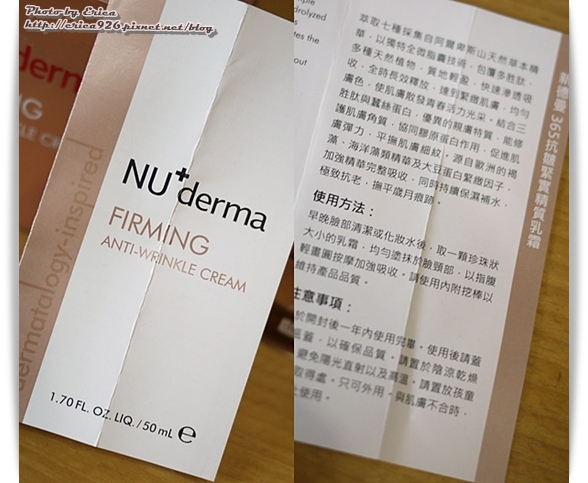 Photo by Erica
http://erica926.pixnet.net/blog
NU+derma
FIRMING
ANTI-WRINKLE CREAM
dermatalogy-inspired
1.70 FL. OZ. LIQ. / 50 mL e
萃取七種採集自阿爾卑斯山天然草本精
華，以獨特全微脂囊技術，包覆多胜肽，
多種天然植物，質地輕盈，快速滲透吸
收，全時長效釋放，達到緊緻肌膚，均勻
膚色，使肌膚散發青春活力光采。結合三
胜肽與蠶絲蛋白，優異的親膚特質，能修
護肌膚角質，協同膠原蛋白作用，促進肌
膚彈力，平撫肌膚細紋，源自歐洲的褐
藻、海洋藻類精華及大豆蛋白緊緻因子，
加強精華完整吸收，同時持續保濕補水，
極致抗老，撫平歲月痕跡。
使用方法：
早晚臉部清潔或化妝水後，取一顆珍珠狀
大小的乳霜，均勻塗抹於臉頸部，以指腹
輕畫圓按摩加強吸收。請使用內附挖棒以
維持產品品質。
注意事項：
於開封後一年內使用完畢。使用後請蓋
蓋，以確保品質。請置於陰涼乾燥
避免陽光直射以及高溫。請置放孩童
取得處。只可外用。與肌膚不合時，
止使用。
新德曼 365抗皺緊實精質乳霜